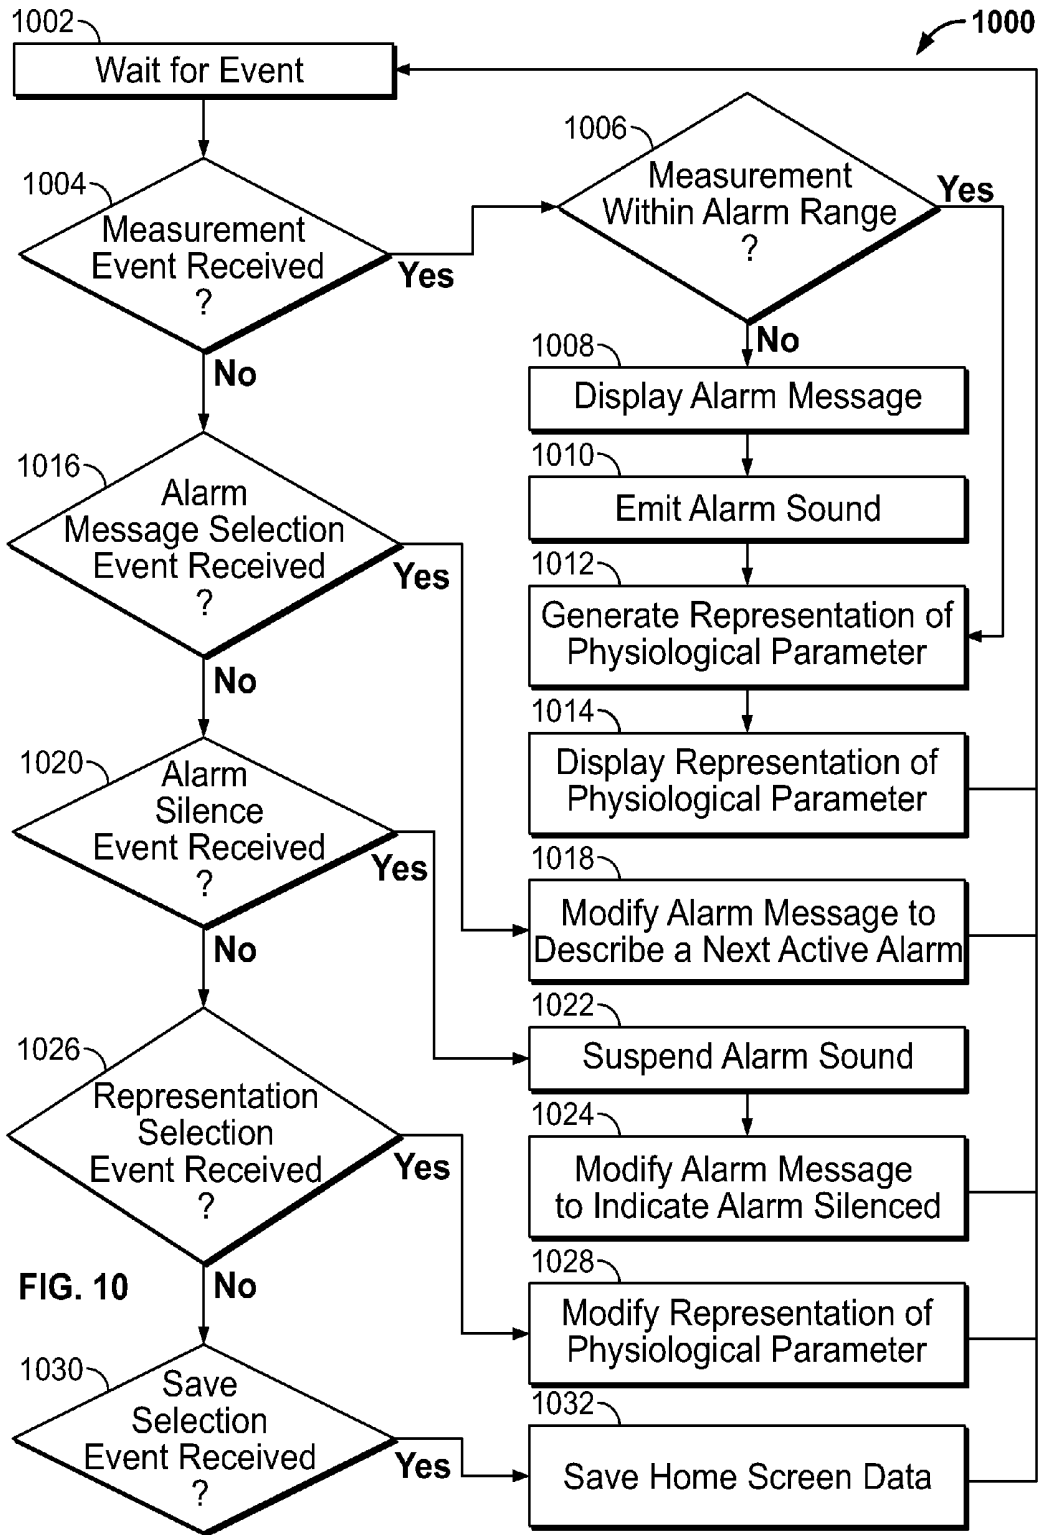 1002
1000
Wait for Event
1006
Measurement
Within Alarm Range
?
Yes
1004
Measurement
Event Received
?
Yes
No
No
1008
Display Alarm Message
1010
Emit Alarm Sound
1012
Generate Representation of
Physiological Parameter
1014
Display Representation of
Physiological Parameter
1016
Alarm
Message Selection
Event Received
?
Yes
No
1018
Modify Alarm Message to
Describe a Next Active Alarm
1020
Alarm
Silence
Event Received
?
Yes
No
1022
Suspend Alarm Sound
1024
Modify Alarm Message
to Indicate Alarm Silenced
1026
Representation
Selection
Event Received
?
Yes
No
1028
Modify Representation of
Physiological Parameter
FIG. 10
1030
Save
Selection
Event Received
?
Yes
1032
Save Home Screen Data